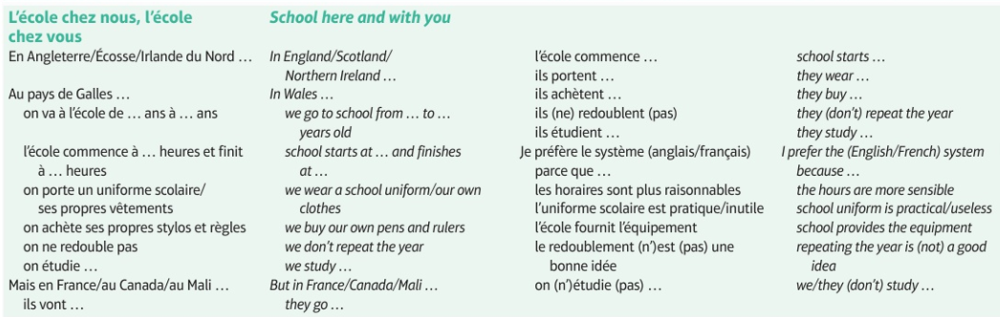 L'école chez nous, l'école
chez vous
En Angleterre/Écosse/Irlande du Nord …
Au pays de Galles …
on va à l'école de … ans à … ans
l'école commence à … heures et finit
à … heures
on porte un uniforme scolaire/
ses propres vêtements
on achète ses propres stylos et règles
on ne redouble pas
on étudie …
Mais en France/au Canada/au Mali …
ils vont …
School here and with you
In England/Scotland/
Northern Ireland …
In Wales …
we go to school from … to …
years old
school starts at … and finishes
at …
we wear a school uniform/our own
clothes
we buy our own pens and rulers
we don't repeat the year
we study …
But in France/Canada/Mali …
they go …
l'école commence …
ils portent …
ils achètent …
ils (ne) redoublent (pas)
ils étudient …
Je préfère le système (anglais/français)
parce que …
les horaires sont plus raisonnables
l'uniforme scolaire est pratique/inutile
l'école fournit l'équipement
le redoublement (n')est (pas) une
bonne idée
on (n')étudie (pas) …
school starts …
they wear …
they buy …
they (don't) repeat the year
they study …
I prefer the (English/French) system
because …
the hours are more sensible
school uniform is practical/useless
school provides the equipment
repeating the year is (not) a good
idea
we/they (don't) study …